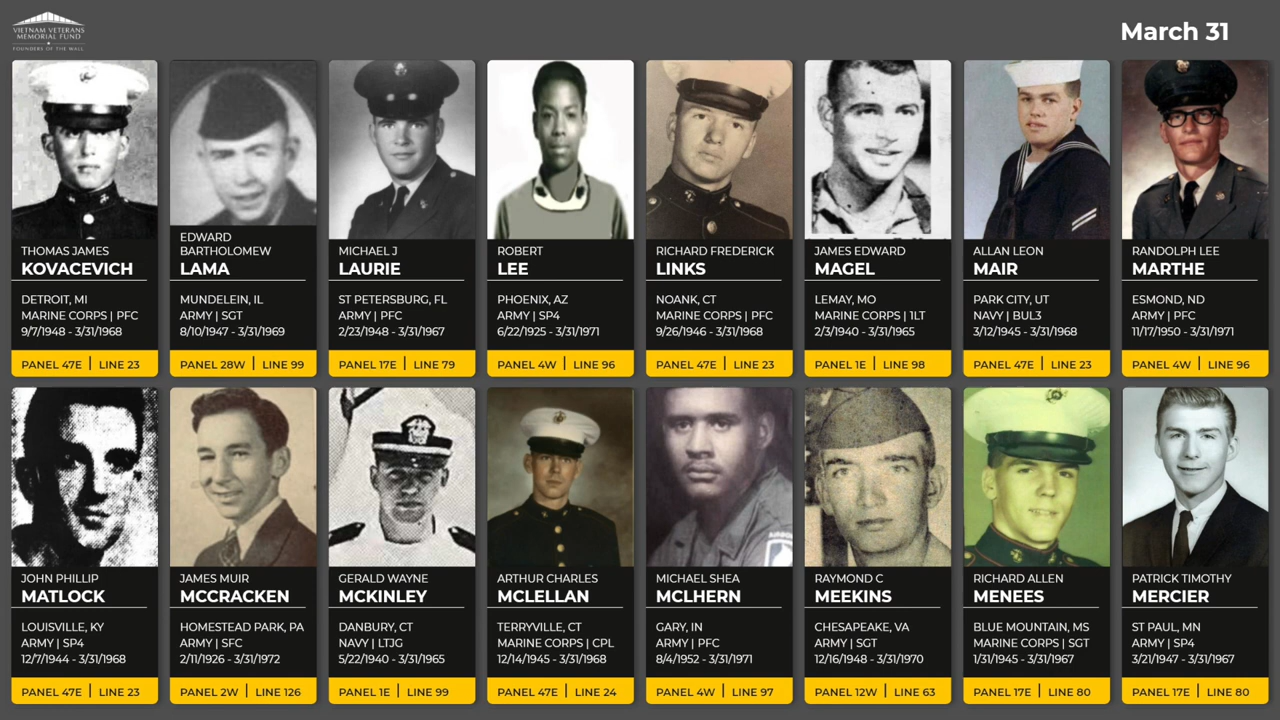 VIETNAM VETERANS
MEMORIAL FUND
FOUNDERS OF THE WALL
March 31
THOMAS JAMES
KOVACEVICH
DETROIT, MI
MARINE CORPS | PFC
9/7/1948 - 3/31/1968
PANEL 47E | LINE 23
EDWARD
BARTHOLOMEW
LAMA
MUNDELEIN, IL
ARMY | SGT
8/10/1947 - 3/31/1969
PANEL 28W | LINE 99
MICHAEL J
LAURIE
ST PETERSBURG, FL
ARMY | PFC
2/23/1948 - 3/31/1967
PANEL 17E | LINE 79
ROBERT
LEE
PHOENIX, AZ
ARMY | SP4
6/22/1925 - 3/31/1971
PANEL 4W | LINE 96
RICHARD FREDERICK
LINKS
NOANK, CT
MARINE CORPS | PFC
9/26/1946 - 3/31/1968
PANEL 47E | LINE 23
JAMES EDWARD
MAGEL
LEMAY, MO
MARINE CORPS | 1LT
2/3/1940 - 3/31/1965
PANEL 1E | LINE 98
ALLAN LEON
MAIR
PARK CITY, UT
NAVY | BUL3
3/12/1945 - 3/31/1968
PANEL 47E | LINE 23
RANDOLPH LEE
MARTHE
ESMOND, ND
ARMY | PFC
11/17/1950 - 3/31/1971
PANEL 4W | LINE 96
JOHN PHILLIP
MATLOCK
LOUISVILLE, KY
ARMY | SP4
12/7/1944 - 3/31/1968
PANEL 47E | LINE 23
JAMES MUIR
MCCRACKEN
HOMESTEAD PARK, PA
ARMY | SFC
2/11/1926 - 3/31/1972
PANEL 2W | LINE 126
GERALD WAYNE
MCKINLEY
DANBURY, CT
NAVY | LTJG
5/22/1940 - 3/31/1965
PANEL 1E | LINE 99
ARTHUR CHARLES
MCLELLAN
TERRYVILLE, CT
MARINE CORPS | CPL
12/14/1945 - 3/31/1968
PANEL 47E | LINE 24
MICHAEL SHEA
MCLHERN
GARY, IN
ARMY | PFC
8/4/1952 - 3/31/1971
PANEL 4W | LINE 97
RAYMOND C
MEEKINS
CHESAPEAKE, VA
ARMY | SGT
12/16/1948 - 3/31/1970
PANEL 12W | LINE 63
RICHARD ALLEN
MENEES
BLUE MOUNTAIN, MS
MARINE CORPS | SGT
1/31/1945 - 3/31/1967
PANEL 17E | LINE 80
PATRICK TIMOTHY
MERCIER
ST PAUL, MN
ARMY | SP4
3/21/1947 - 3/31/1967
PANEL 17E | LINE 80